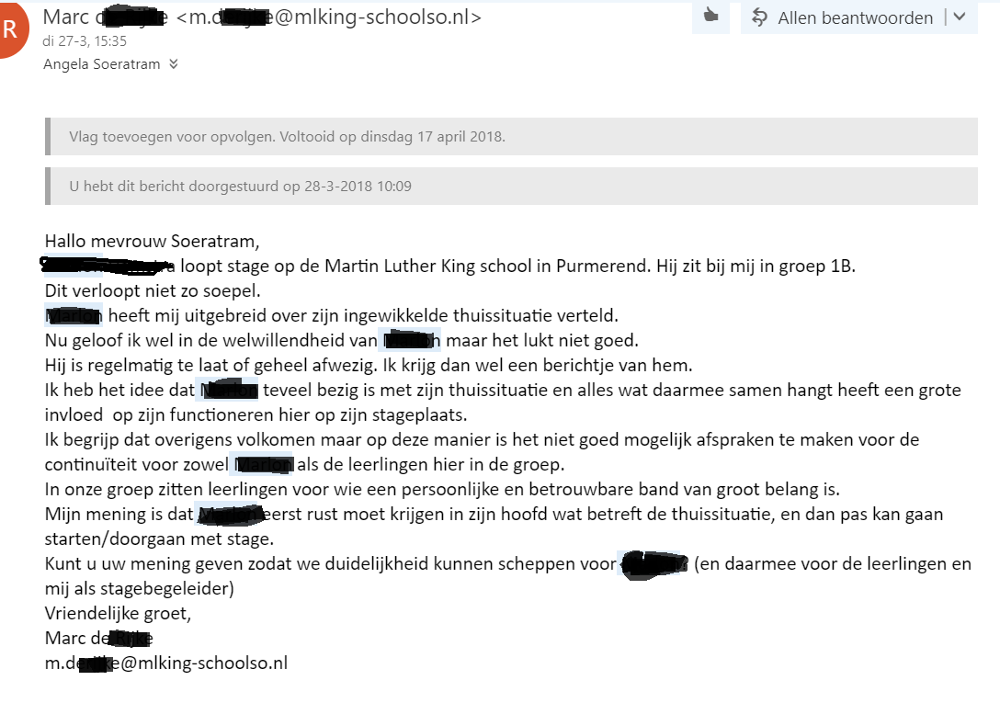 R
Marc <m.d e@mlking-schoolso.nl>
Allen beantwoorden
di 27-3, 15:35
Angela Soeratram
Vlag toevoegen voor opvolgen. Voltooid op dinsdag 17 april 2018.
U hebt dit bericht doorgestuurd op 28-3-2018 10:09
Hallo mevrouw Soeratram,
loopt stage op de Martin Luther King school in Purmerend. Hij zit bij mij in groep 1B.
Dit verloopt niet zo soepel.
heeft mij uitgebreid over zijn ingewikkelde thuissituatie verteld.
Nu geloof ik wel in de welwillendheid van maar het lukt niet goed.
Hij is regelmatig te laat of geheel afwezig. Ik krijg dan wel een berichtje van hem.
Ik heb het idee dat teveel bezig is met zijn thuissituatie en alles wat daarmee samen hangt heeft een grote
invloed op zijn functioneren hier op zijn stageplaats.
Ik begrijp dat overigens volkomen maar op deze manier is het niet goed mogelijk afspraken te maken voor de
continuïteit voor zowel als de leerlingen hier in de groep.
In onze groep zitten leerlingen voor wie een persoonlijke en betrouwbare band van groot belang is.
Mijn mening is dat eerst rust moet krijgen in zijn hoofd wat betreft de thuissituatie, en dan pas kan gaan
starten/doorgaan met stage.
Kunt u uw mening geven zodat we duidelijkheid kunnen scheppen voor (en daarmee voor de leerlingen en
mij als stagebegeleider)
Vriendelijke groet,
Marc de
m.de e@mlking-schoolso.nl